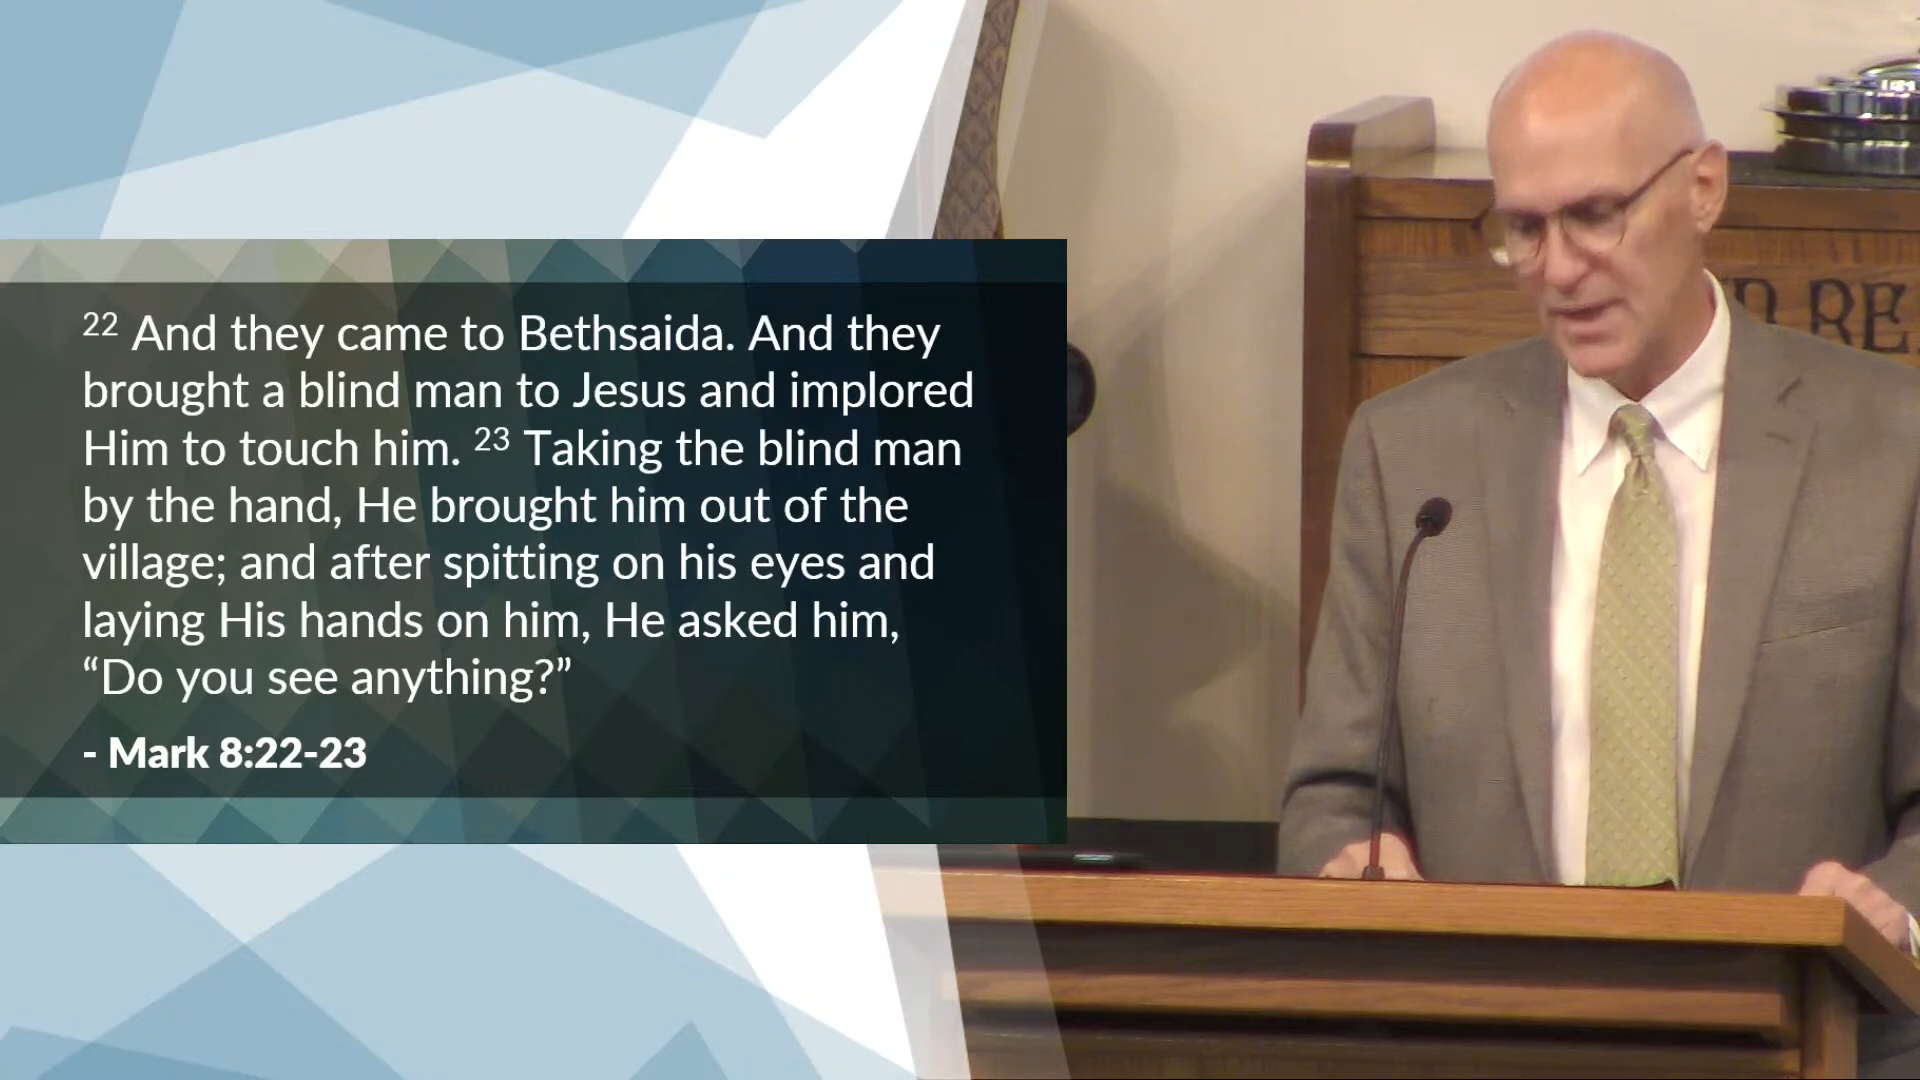 22 And they came to Bethsaida. And they
brought a blind man to Jesus and implored
Him to touch him. 23 Taking the blind man
by the hand, He brought him out of the
village; and after spitting on his eyes and
laying His hands on him, He asked him,
“Do you see anything?”
- Mark 8:22-23
RE